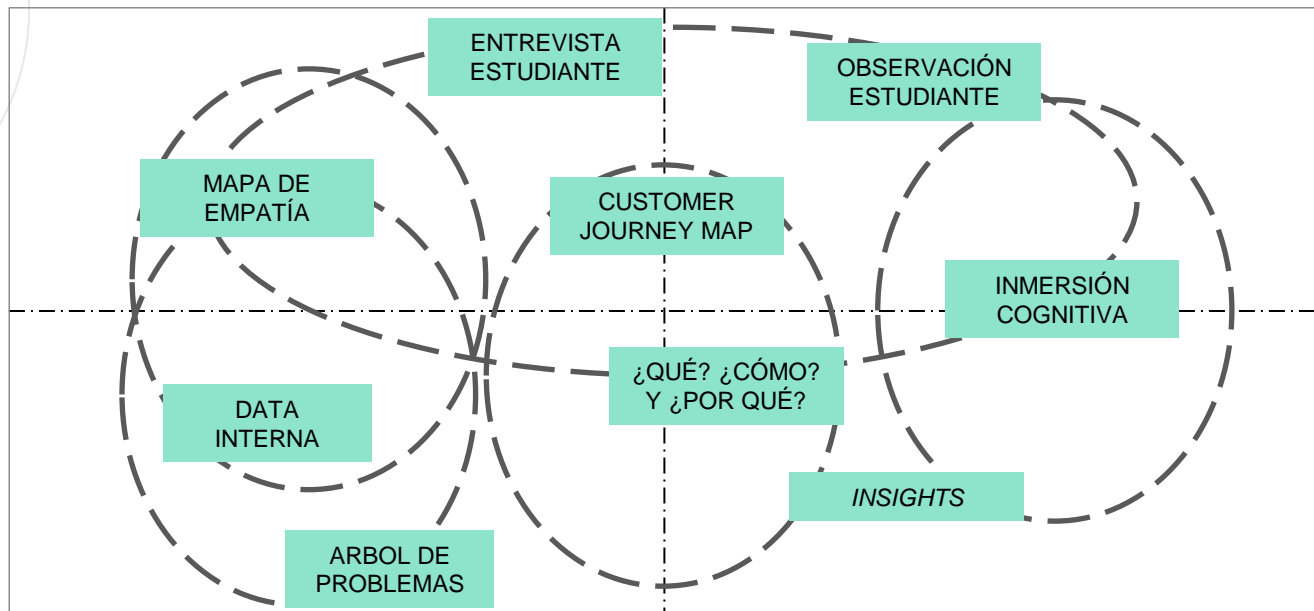 ENTREVISTA
ESTUDIANTE
OBSERVACIÓN
ESTUDIANTE
MAPA DE
EMPATÍA
CUSTOMER
JOURNEY MAP
INMERSIÓN
COGNITIVA
¿QUÉ? ¿CÓMO?
Y ¿POR QUÉ?
DATA
INTERNA
INSIGHTS
ARBOL DE
PROBLEMAS